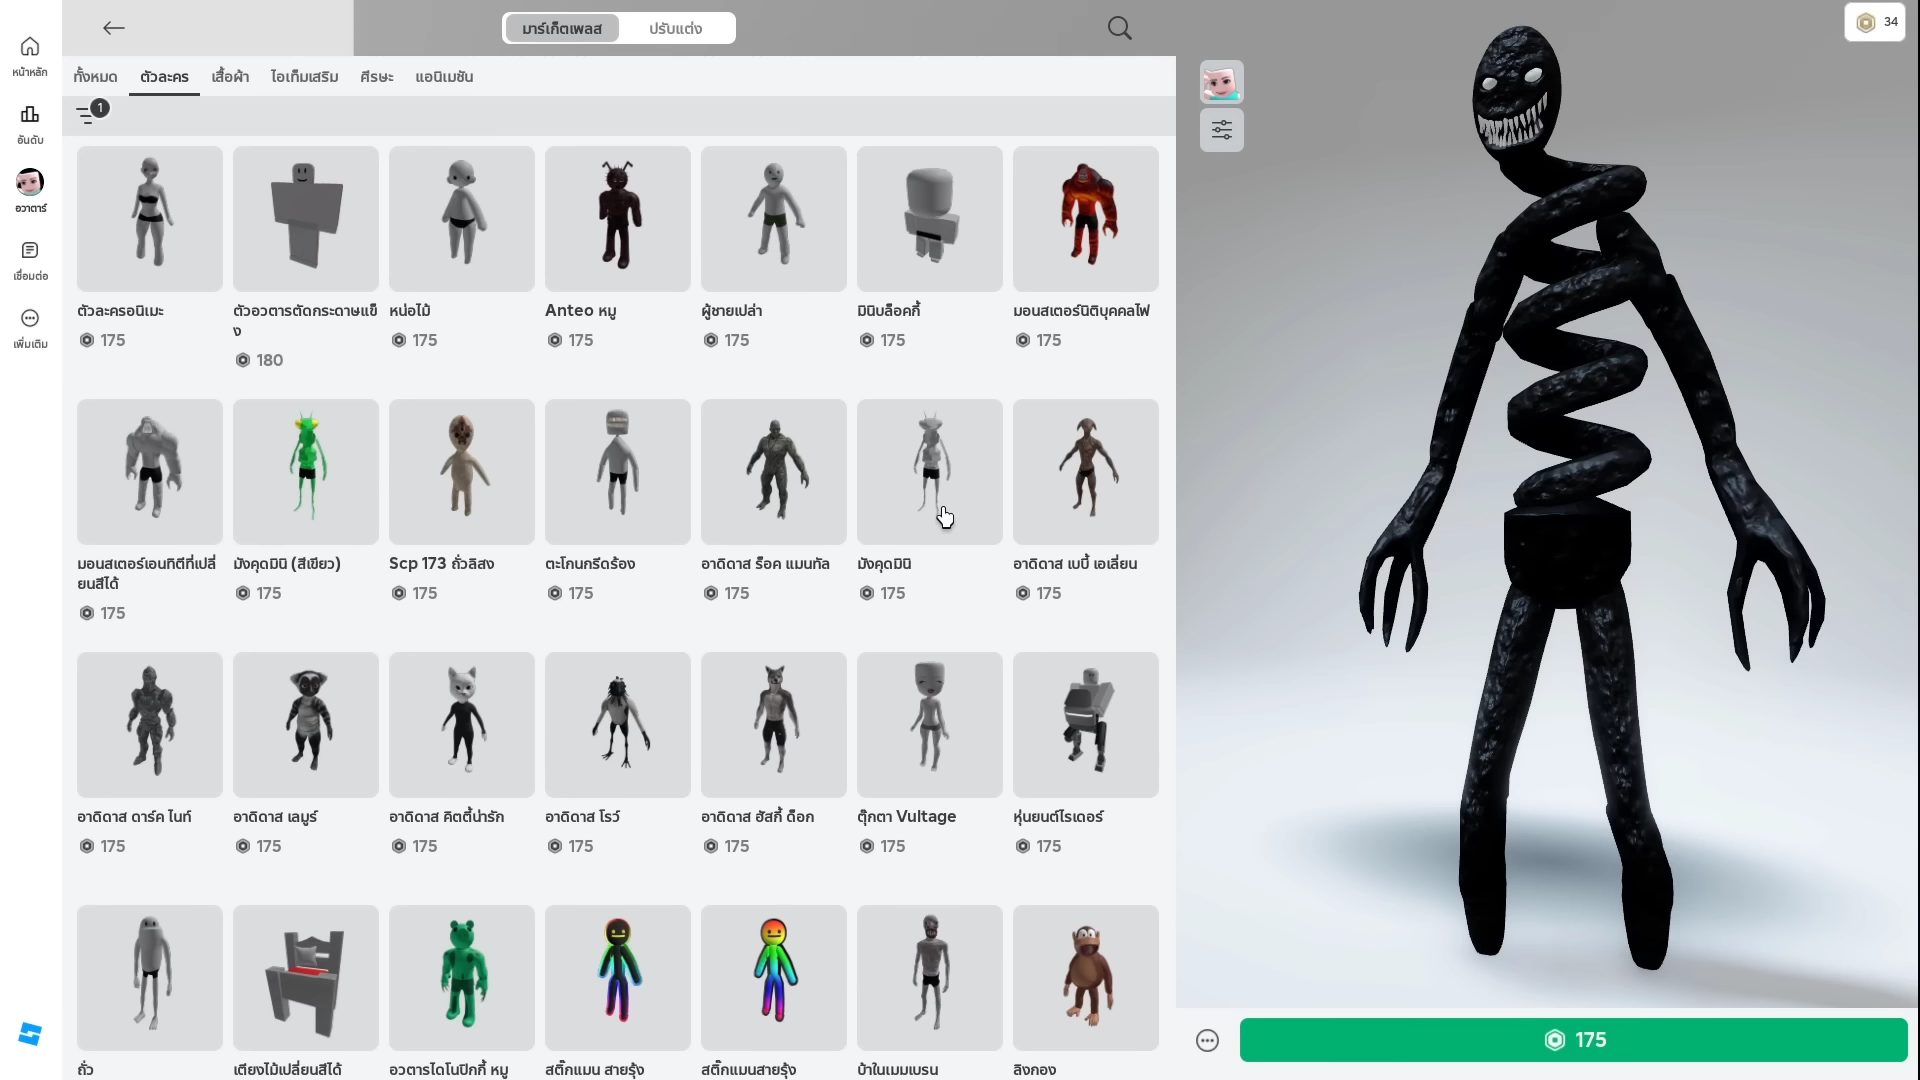 มาร์เก็ตเพลส ปรับแต่ง
34
หน้าหลัก
ทั้งหมด ตัวละคร เสื้อผ้า ไอเท็มเสริม ศีรษะ แอนิเมชัน
1
อันดับ
อวาตาร์
เชื่อมต่อ
เพิ่มเติม
ตัวละครอนิเมะ ตัวอวตารตัดกระดาษแข็ หน่อไม้ Anteo หมู ผู้ชายเปล่า มินิบล็อคกี้ มอนสเตอร์นิติบุคคลไฟ
ง
175 175 175 175 175 175
180
มอนสเตอร์เอนทิตีที่เปลี่ มังคุดมินิ (สีเขียว) Scp 173 ถั่วลิสง ตะโกนกรีดร้อง อาดิดาส ร็อค แมนทัล มังคุดมินิ อาดิดาส เบบี้ เอเลี่ยน
ยนสีได้
175 175 175 175 175 175
175
อาดิดาส ดาร์ค ไนท์ อาดิดาส เลมูร์ อาดิดาส คิตตี้น่ารัก อาดิดาส โรว์ อาดิดาส ฮัสกี้ ด็อก ตุ๊กตา Vultage หุ่นยนต์ไรเดอร์
175 175 175 175 175 175 175
ถั่ว เตียงไม้เปลี่ยนสีได้ อวตารไดโนปิกกี้ หมู สติ๊กแมน สายรุ้ง สติ๊กแมนสายรุ้ง บ้าในเมมเบรน ลิงกอง
175